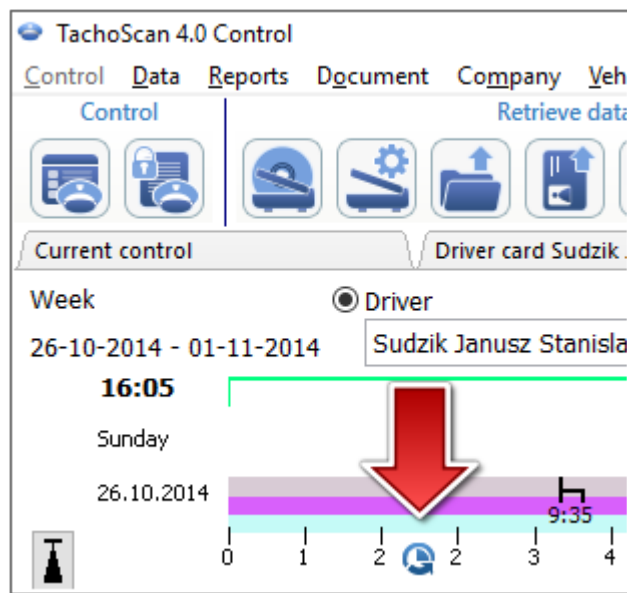 TachoScan 4.0 Control
Control Data Reports Document Company Veh
Control Retrieve data
Current control Driver card Sudzik
Week Driver
26-10-2014 - 01-11-2014 Sudzik Janusz Stanisla
16:05
Sunday
26.10.2014
9:35
0 1 2 2 3 4